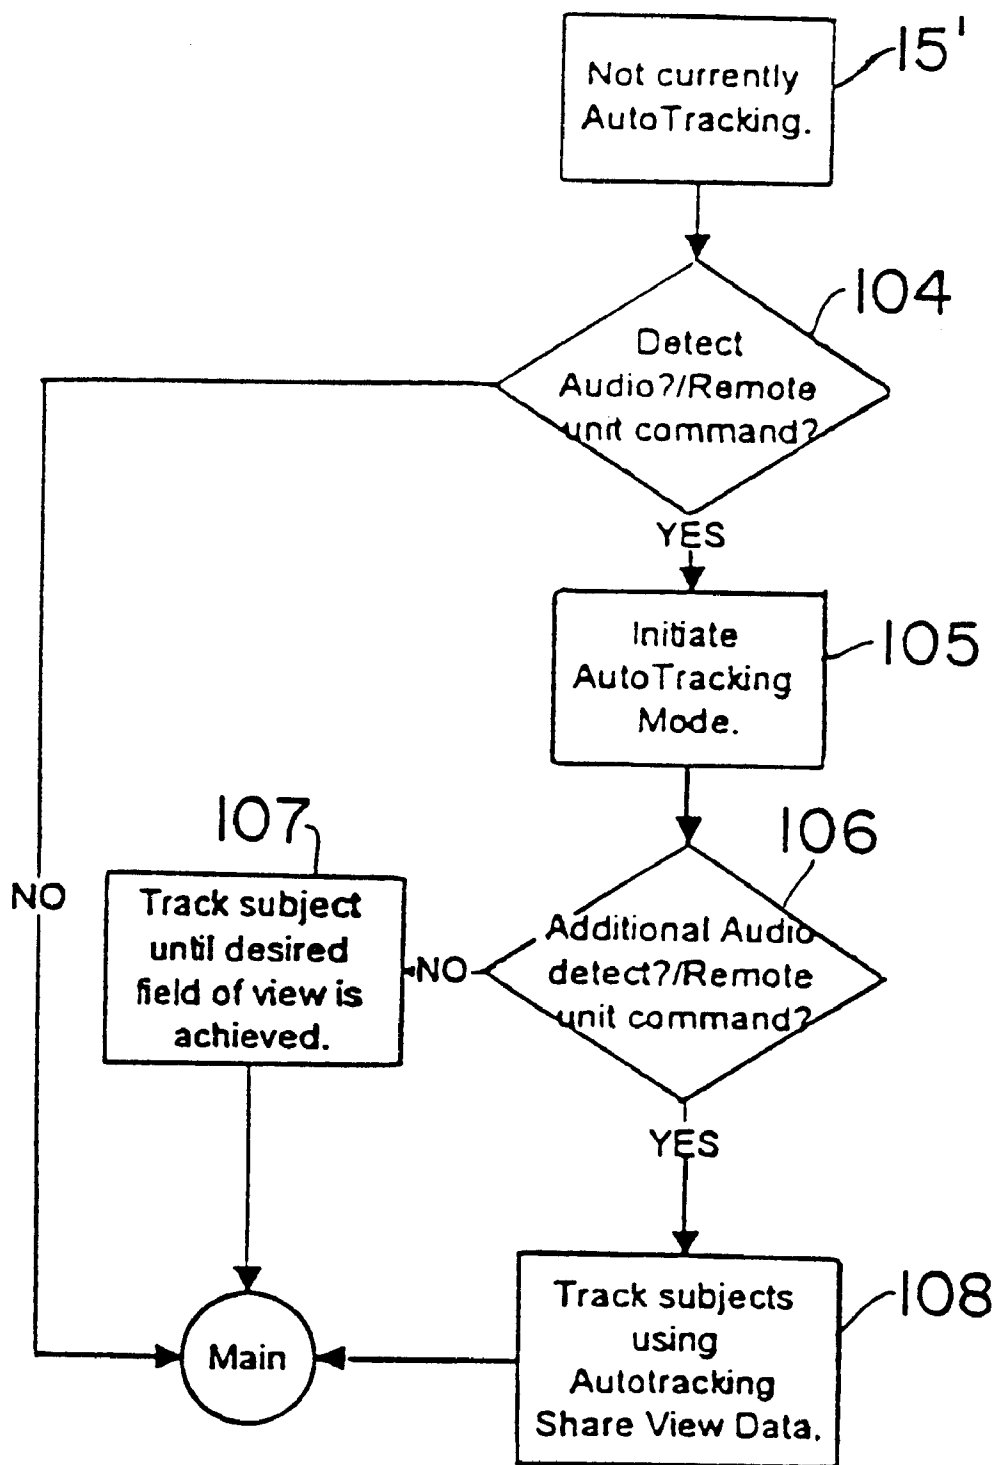 15'
Not currently
AutoTracking.
104
Detect
Audio?/Remote
unit command?
YES
Initiate
AutoTracking
Mode.
105
107
106
NO
Track subject
until desired
field of view is
achieved.
NO
Additional Audio
detect?/Remote
unit command?
YES
108
Main
Track subjects
using
Autotracking
Share View Data.